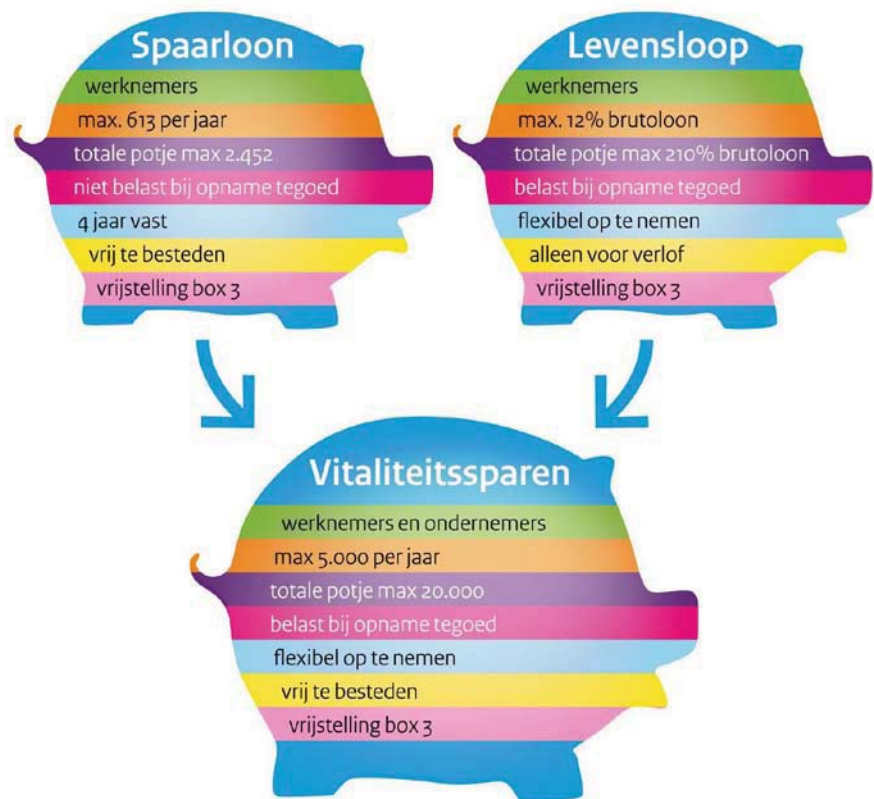 Spaarloon
werknemers
max. 613 per jaar
totale potje max 2.452
niet belast bij opname tegoed
4 jaar vast
vrij te besteden
vrijstelling box 3
Levensloop
werknemers
max. 12% brutoloon
totale potje max 210% brutoloon
belast bij opname tegoed
flexibel op te nemen
alleen voor verlof
vrijstelling box 3
Vitaliteitssparen
werknemers en ondernemers
max 5.000 per jaar
totale potje max 20.000
belast bij opname tegoed
flexibel op te nemen
vrij te besteden
vrijstelling box 3